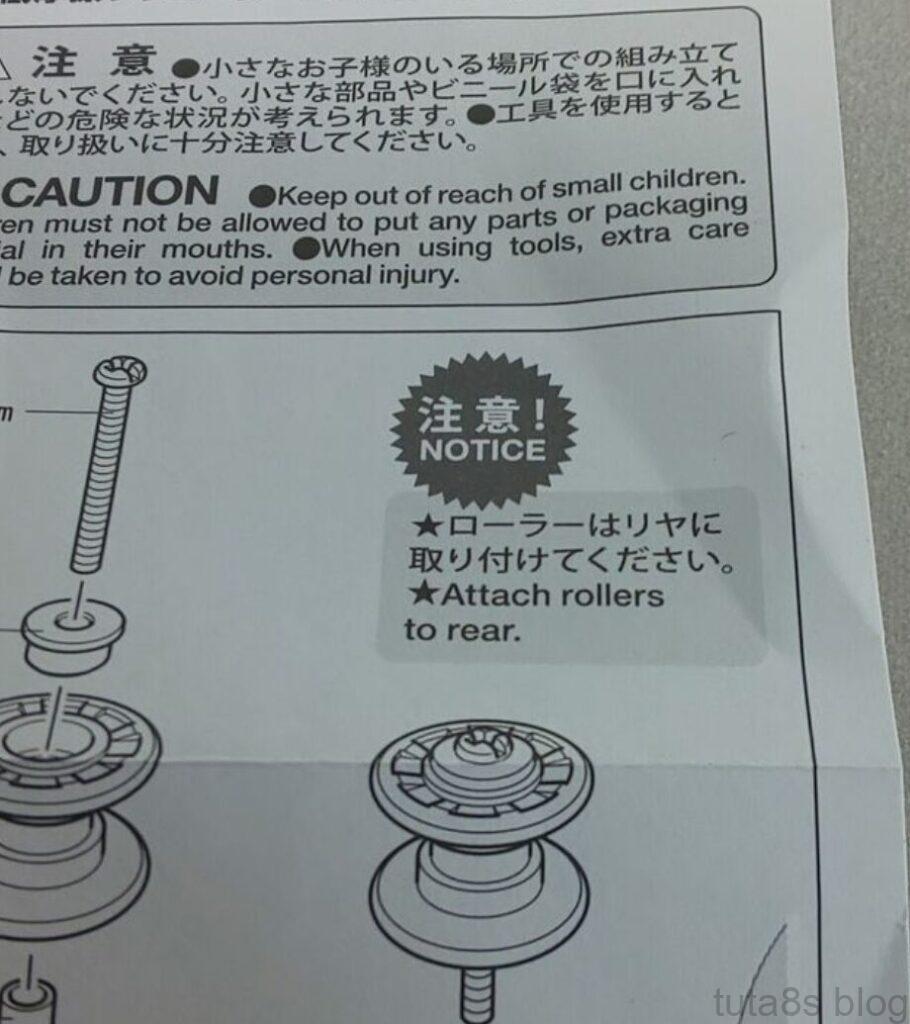 注 意 ●小さなお子様のいる場所での組み立て
しないでください。小さな部品やビニール袋を口に入れ
などの危険な状況が考えられます。●工具を使用すると
、取り扱いに十分注意してください。
CAUTION ●Keep out of reach of small children.
ren must not be allowed to put any parts or packaging
ial in their mouths. ●When using tools, extra care
be taken to avoid personal injury.
m
注 意!
NOTICE
★ローラーはリヤに
取り付けてください。
★Attach rollers
to rear.
tuta8s blog